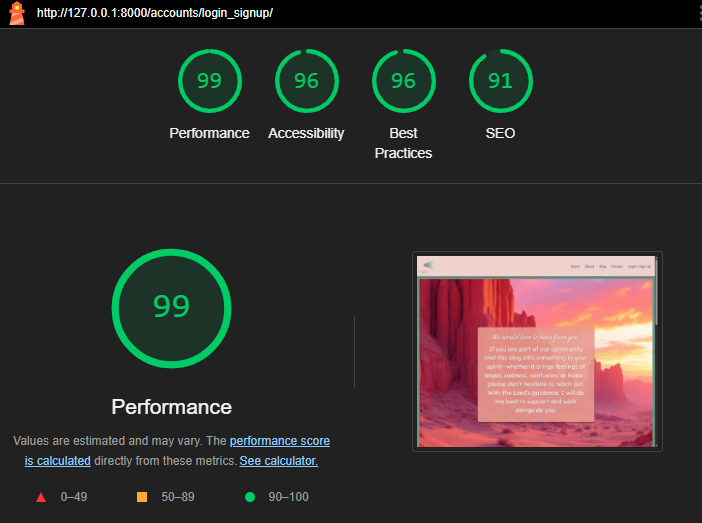 http://127.0.0.1:8000/accounts/login_signup/
99
96
96
91
Performance
Accessibility
Best
Practices
SEO
99
Performance
Values are estimated and may vary. The performance score
is calculated directly from these metrics. See calculator.
0–49
50–89
90–100
Home About Blog Contact Login / Sign Up
We would love to hear from you
If you are part of our community
and this blog stirs something in your
spirit—whether it brings feelings of
anger, sadness, confusion, or hope—
please don't hesitate to reach out.
With the Lord's guidance, I will do
my best to support and walk
alongside you.